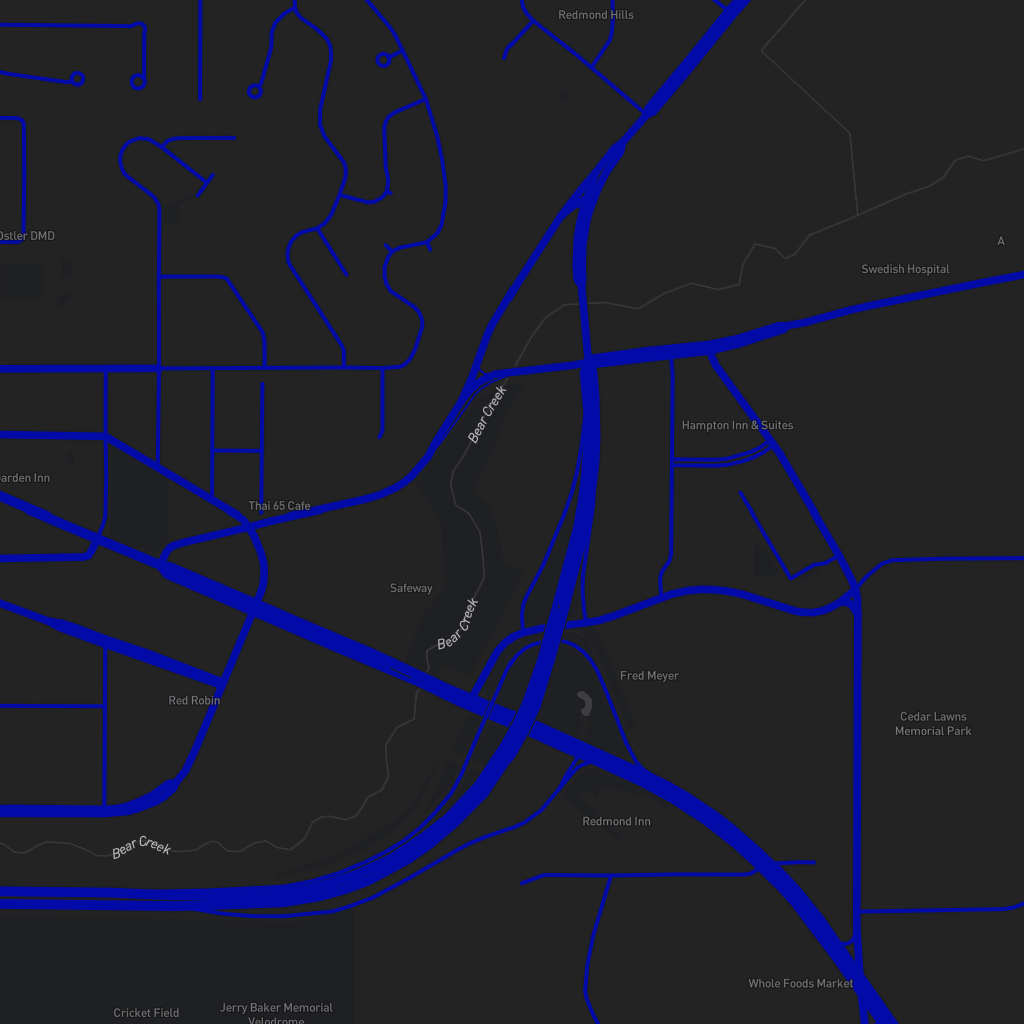 Redmond Hills
Ostler DMD
A
Swedish Hospital
Bear Creek
Hampton Inn & Suites
Garden Inn
Thai 65 Cafe
Safeway
Bear Creek
Fred Meyer
Red Robin
Cedar Lawns
Memorial Park
Redmond Inn
Bear Creek
Whole Foods Market
Cricket Field
Jerry Baker Memorial
Velodrome